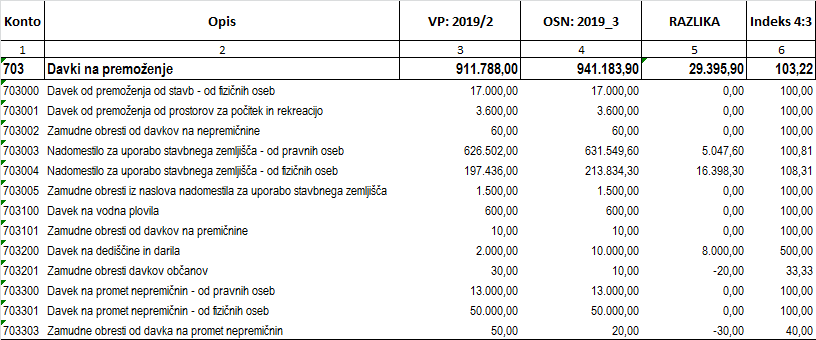 Konto Opis VP: 2019/2 OSN: 2019_3 RAZLIKA Indeks 4:3
1 2 3 4 5 6
703 Davki na premoženje 911.788,00 941.183,90 29.395,90 103,22
703000 Davek od premoženja od stavb - od fizičnih oseb 17.000,00 17.000,00 0,00 100,00
703001 Davek od premoženja od prostorov za počitek in rekreacijo 3.600,00 3.600,00 0,00 100,00
703002 Zamudne obresti od davkov na nepremičnine 60,00 60,00 0,00 100,00
703003 Nadomestilo za uporabo stavbnega zemljišča - od pravnih oseb 626.502,00 631.549,60 5.047,60 100,81
703004 Nadomestilo za uporabo stavbnega zemljišča - od fizičnih oseb 197.436,00 213.834,30 16.398,30 108,31
703005 Zamudne obresti iz naslova nadomestila za uporabo stavbnega zemljišča 1.500,00 1.500,00 0,00 100,00
703100 Davek na vodna plovila 600,00 600,00 0,00 100,00
703101 Zamudne obresti od davkov na premičnine 10,00 10,00 0,00 100,00
703200 Davek na dediščine in darila 2.000,00 10.000,00 8.000,00 500,00
703201 Zamudne obresti davkov občanov 30,00 10,00 -20,00 33,33
703300 Davek na promet nepremičnin - od pravnih oseb 13.000,00 13.000,00 0,00 100,00
703301 Davek na promet nepremičnin - od fizičnih oseb 50.000,00 50.000,00 0,00 100,00
703303 Zamudne obresti od davka na promet nepremičnin 50,00 20,00 -30,00 40,00